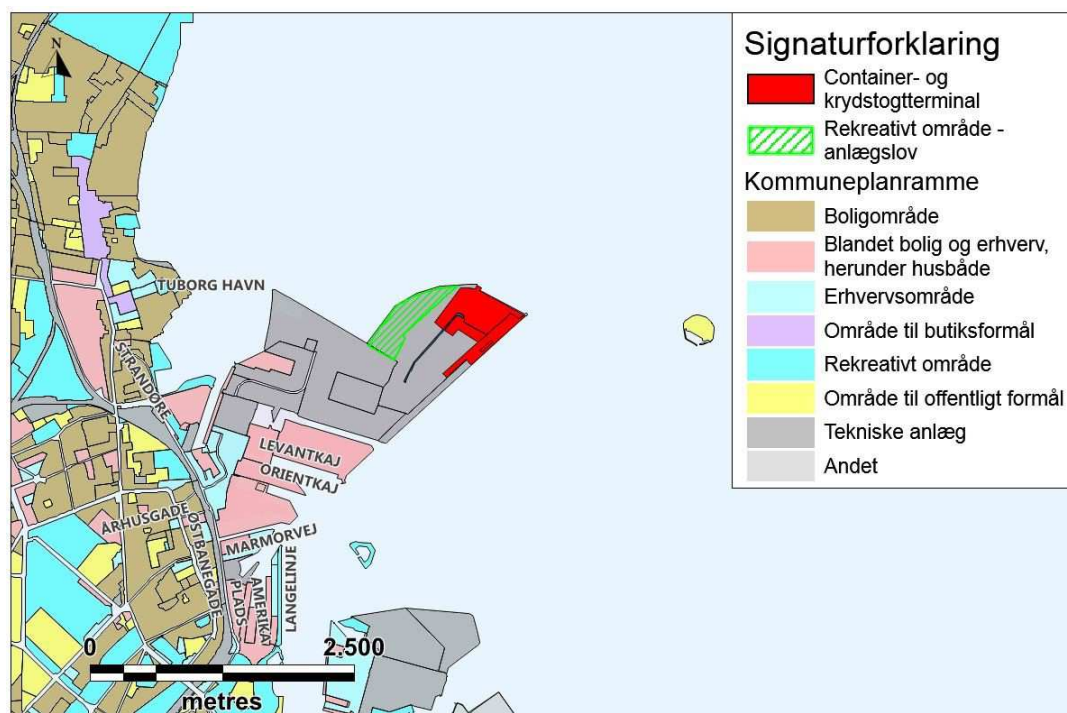 N
Signaturforklaring
Container- og
krydstogtterminal
Rekreativt område -
anlægslov
Kommuneplanramme
Boligområde
Blandet bolig og erhverv,
herunder husbåde
Erhvervsområde
Område til butiksformål
Rekreativt område
Område til offentligt formål
Tekniske anlæg
Andet
TUBORG HAVN
STRANDØRE
LEVANTKAJ
ORIENTKAJ
ÅRHUSGADE
ØSTBANEGADE
MARMORVEJ
LANGELINJE
AMERIKA
PLADS
0
2.500
metres